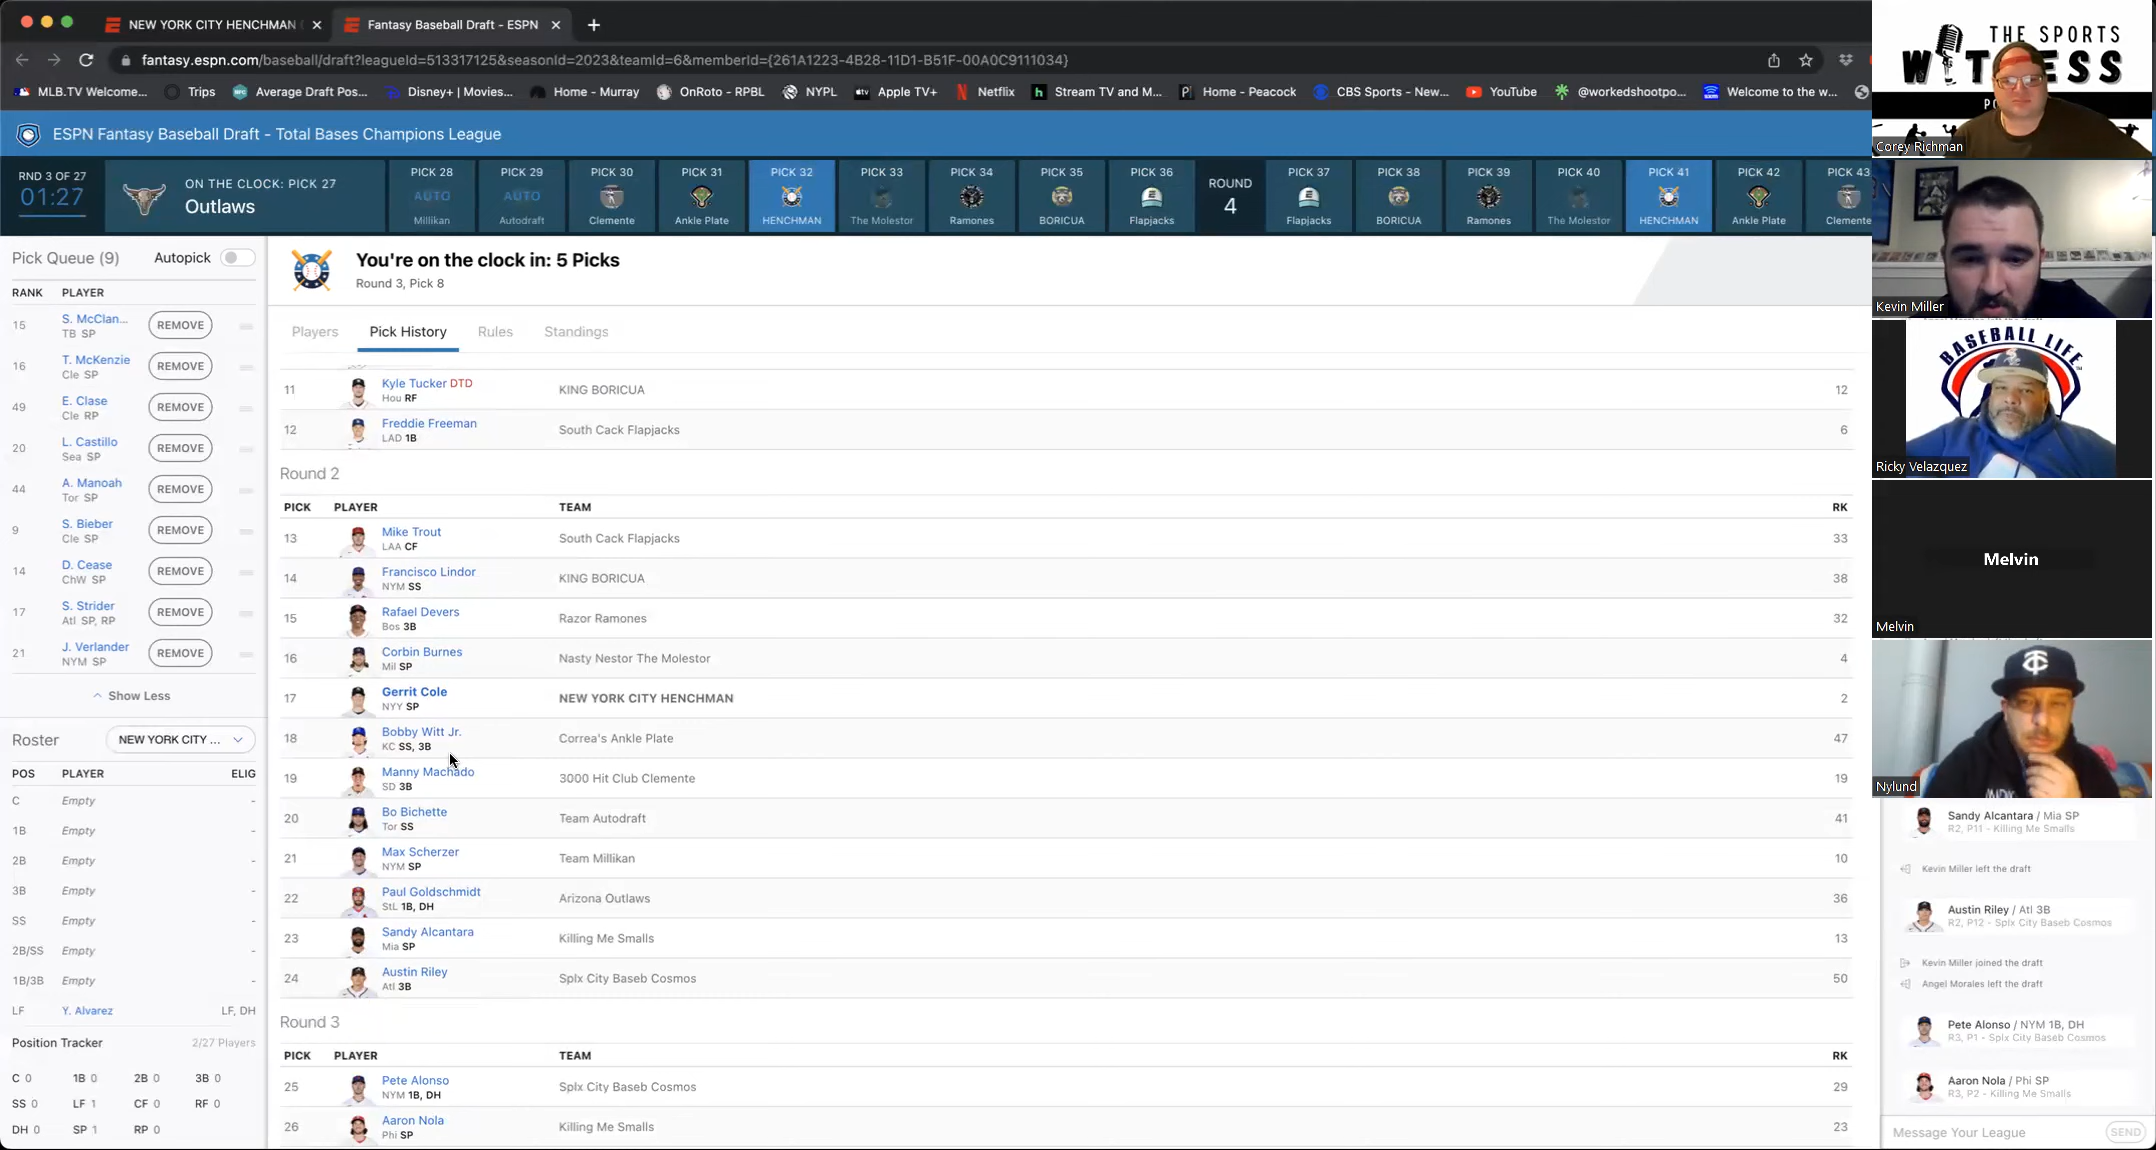 NEW YORK CITY HENCHMAN
Fantasy Baseball Draft - ESPN
fantasy.espn.com/baseball/draft?leagueId=513317125&seasonId=2023&teamId=6&memberId={261A1223-4B28-11D1-B51F-00A0C9111034}
MLB.TV Welcome... Trips Average Draft Pos... Disney+ | Movies... Home - Murray OnRoto - RPBL NYPL Apple TV+ Netflix Stream TV and M... Home - Peacock CBS Sports - New... YouTube @workedshootpo... Welcome to the w...
ESPN Fantasy Baseball Draft - Total Bases Champions League
RND 3 OF 27
01:27
ON THE CLOCK: PICK 27
Outlaws
PICK 28 AUTO Millikan
PICK 29 AUTO Autodraft
PICK 30 Clemente
PICK 31 Ankle Plate
PICK 32 HENCHMAN
PICK 33 The Molestor
PICK 34 Ramones
PICK 35 BORICUA
PICK 36 Flapjacks
ROUND 4
PICK 37 Flapjacks
PICK 38 BORICUA
PICK 39 Ramones
PICK 40 The Molestor
PICK 41 HENCHMAN
PICK 42 Ankle Plate
PICK 43 Clemente
Pick Queue (9) Autopick
RANK PLAYER
15 S. McClan... REMOVE
TB SP
16 T. McKenzie REMOVE
Cle SP
49 E. Clase REMOVE
Cle RP
20 L. Castillo REMOVE
Sea SP
44 A. Manoah REMOVE
Tor SP
9 S. Bieber REMOVE
Cle SP
14 D. Cease REMOVE
ChW SP
17 S. Strider REMOVE
Atl SP, RP
21 J. Verlander REMOVE
NYM SP
Show Less
Roster NEW YORK CITY ...
POS PLAYER ELIG
C Empty -
1B Empty -
2B Empty -
3B Empty -
SS Empty -
2B/SS Empty -
1B/3B Empty -
LF Y. Alvarez LF, DH
Position Tracker 2/27 Players
C 0 1B 0 2B 0 3B 0
SS 0 LF 1 CF 0 RF 0
DH 0 SP 1 RP 0
You're on the clock in: 5 Picks
Round 3, Pick 8
Players Pick History Rules Standings
11 Kyle Tucker DTD KING BORICUA 12
Hou RF
12 Freddie Freeman South Cack Flapjacks 6
LAD 1B
Round 2
PICK PLAYER TEAM RK
13 Mike Trout South Cack Flapjacks 33
LAA CF
14 Francisco Lindor KING BORICUA 38
NYM SS
15 Rafael Devers Razor Ramones 32
Bos 3B
16 Corbin Burnes Nasty Nestor The Molestor 4
Mil SP
17 Gerrit Cole NEW YORK CITY HENCHMAN 2
NYY SP
18 Bobby Witt Jr. Correa's Ankle Plate 47
KC SS, 3B
19 Manny Machado 3000 Hit Club Clemente 19
SD 3B
20 Bo Bichette Team Autodraft 41
Tor SS
21 Max Scherzer Team Millikan 10
NYM SP
22 Paul Goldschmidt Arizona Outlaws 36
StL 1B, DH
23 Sandy Alcantara Killing Me Smalls 13
Mia SP
24 Austin Riley Splx City Baseb Cosmos 50
Atl 3B
Round 3
PICK PLAYER TEAM RK
25 Pete Alonso Splx City Baseb Cosmos 29
NYM 1B, DH
26 Aaron Nola Killing Me Smalls 23
Phi SP
THE SPORTS
Corey Richman
Kevin Miller
BASEBALL LIFE
Ricky Velazquez
Melvin
Melvin
Nylund
Sandy Alcantara / Mia SP
R2, P11 - Killing Me Smalls
Kevin Miller left the draft
Austin Riley / Atl 3B
R2, P12 - Splx City Baseb Cosmos
Kevin Miller joined the draft
Angel Morales left the draft
Pete Alonso / NYM 1B, DH
R3, P1 - Splx City Baseb Cosmos
Aaron Nola / Phi SP
R3, P2 - Killing Me Smalls
Message Your League SEND